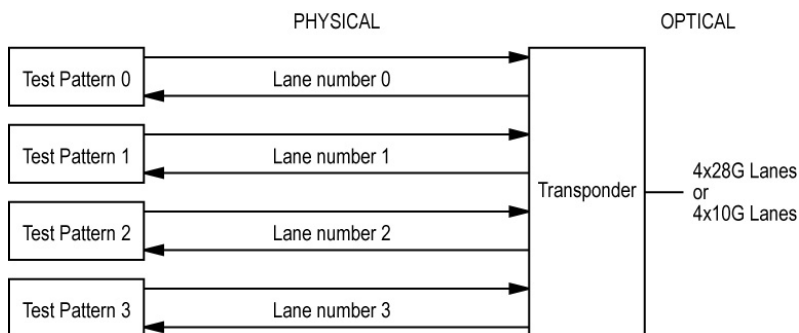 PHYSICAL
OPTICAL
Test Pattern 0
Lane number 0
Test Pattern 1
Lane number 1
Transponder
4x28G Lanes
or
4x10G Lanes
Test Pattern 2
Lane number 2
Test Pattern 3
Lane number 3